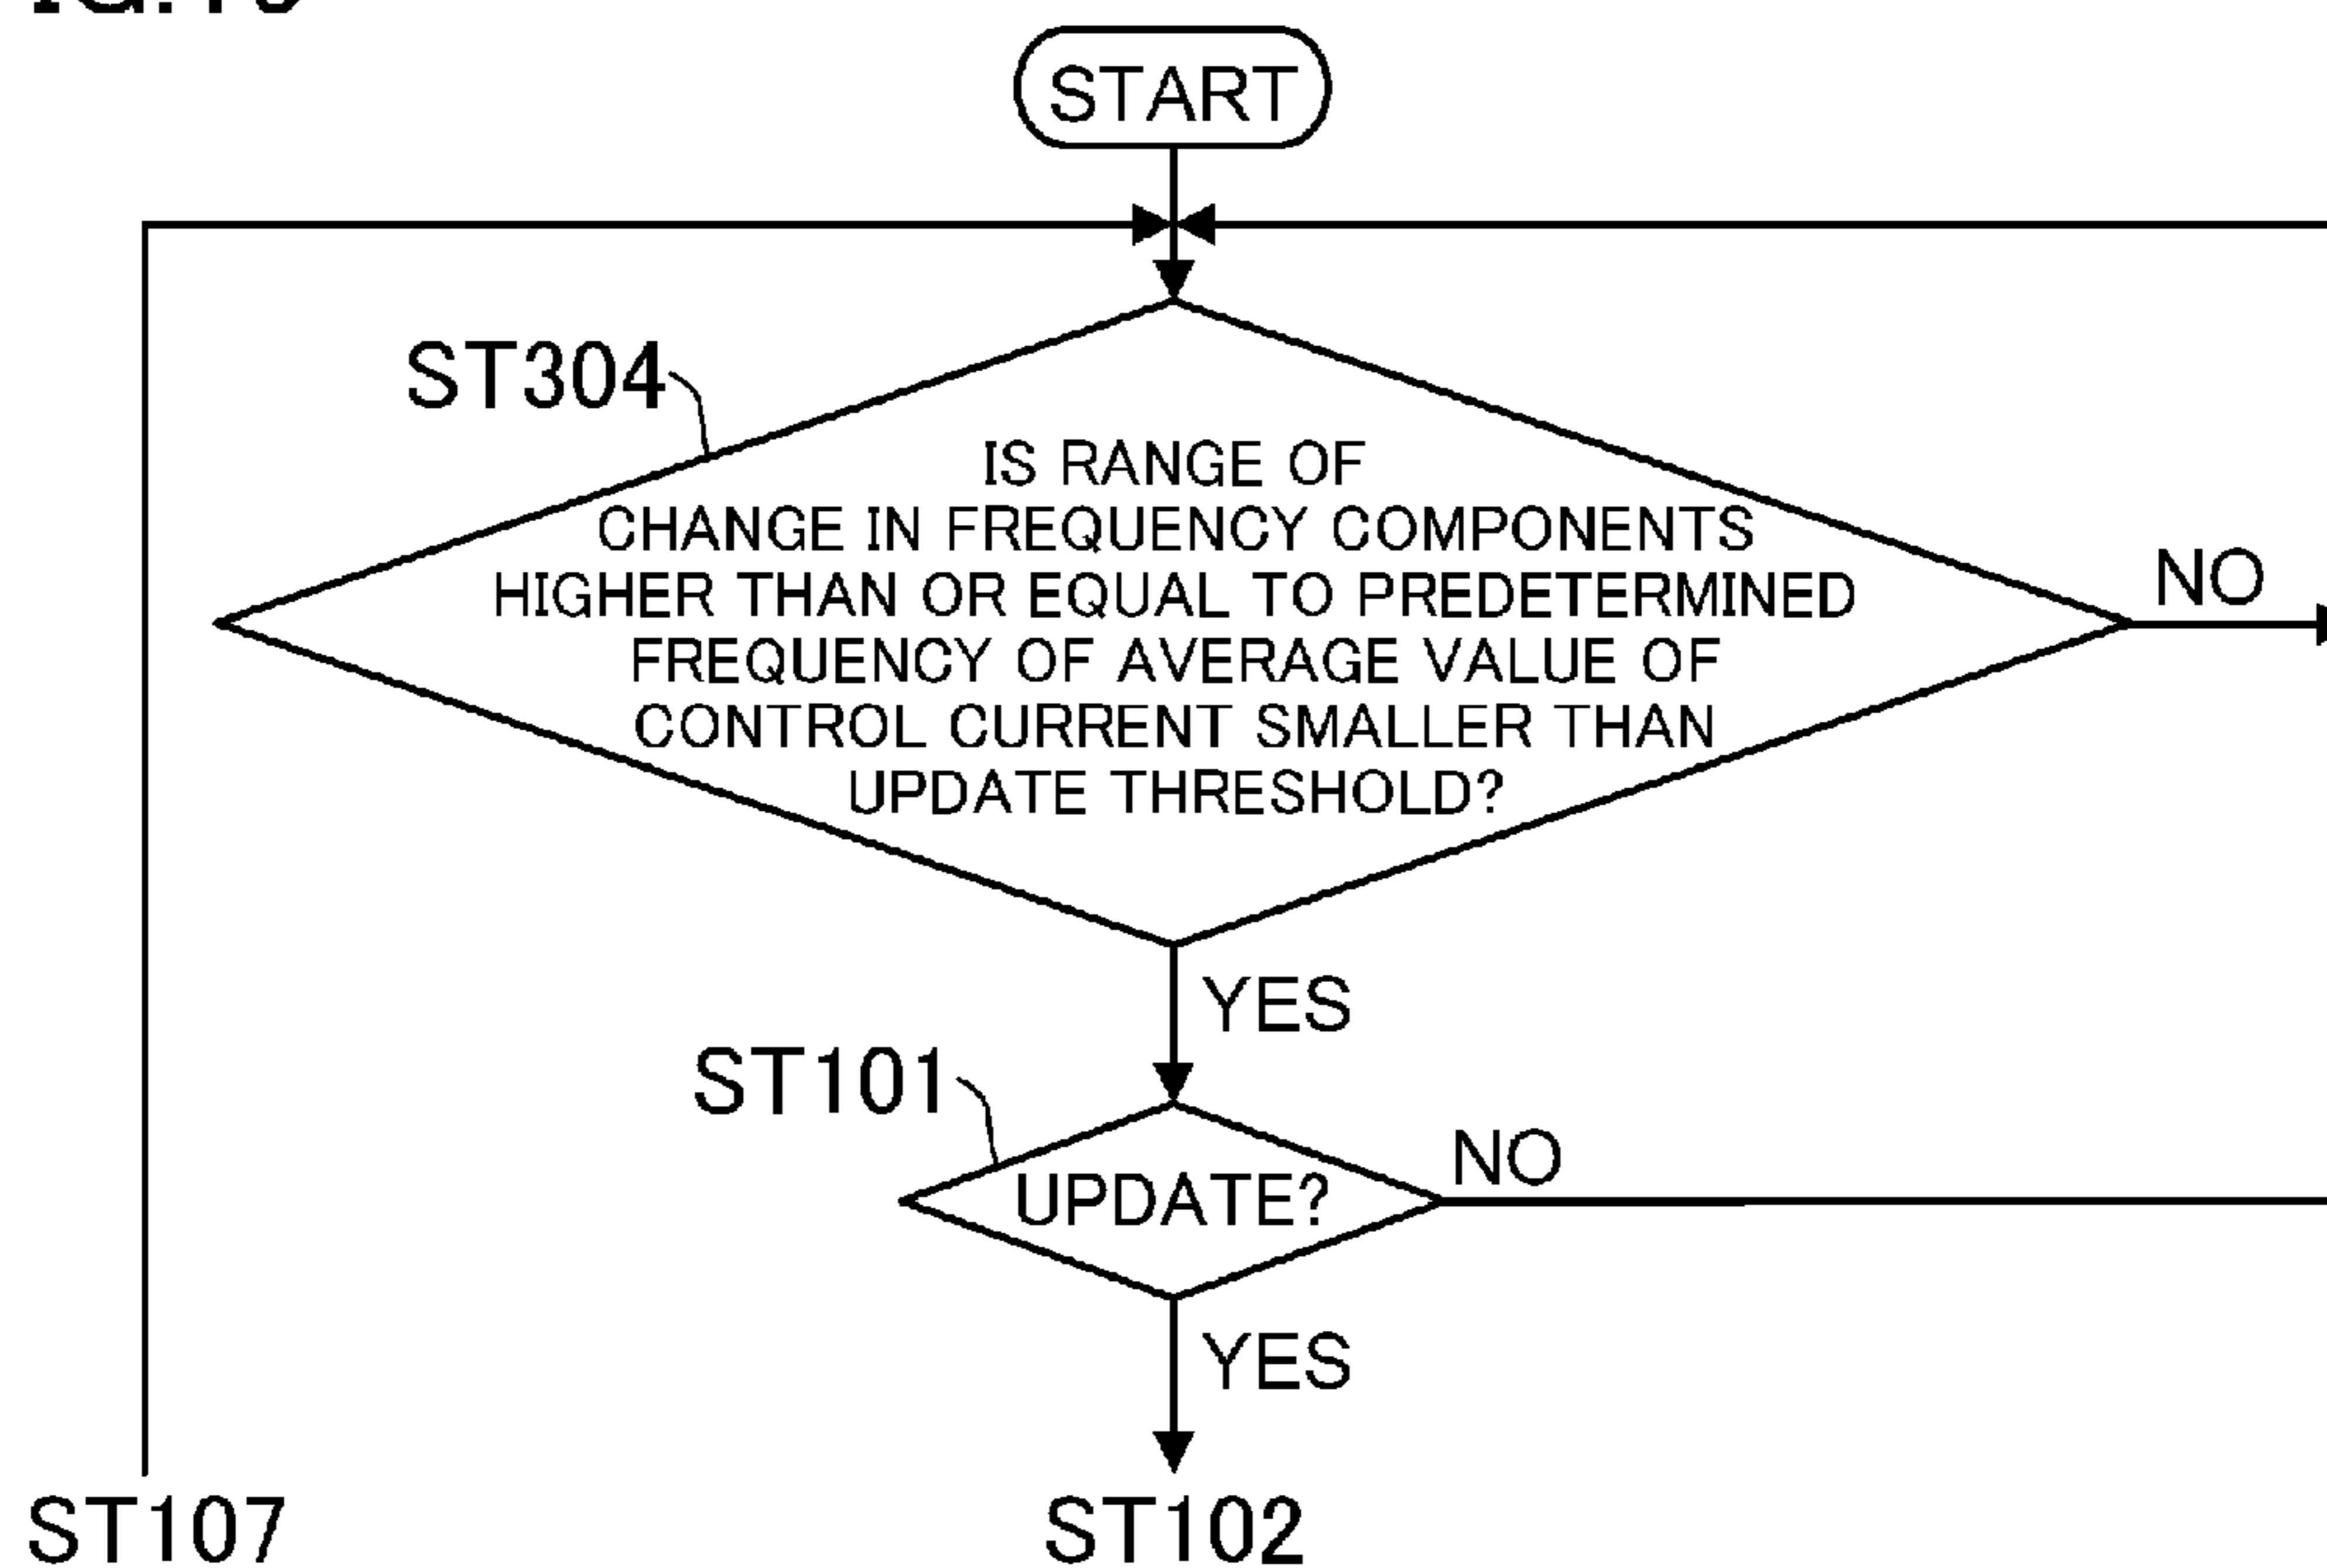 START
ST304
IS RANGE OF
CHANGE IN FREQUENCY COMPONENTS
HIGHER THAN OR EQUAL TO PREDETERMINED
FREQUENCY OF AVERAGE VALUE OF
CONTROL CURRENT SMALLER THAN
UPDATE THRESHOLD?
NO
YES
ST101
UPDATE?
NO
YES
ST107
ST102